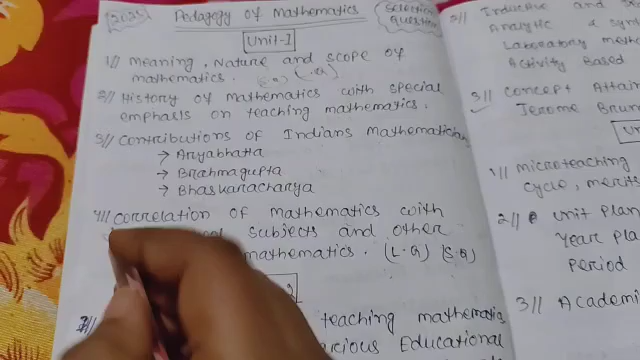 2025 Pedagogy of Mathematics
Selection Question
Unit-I
1// Meaning, Nature and scope of
mathematics. (S.Q) (L.Q)
2// History of mathematics with special
emphasis on teaching mathematics.
3// Contributions of Indians Mathematicians
→ Aryabhatta
→ Brahmagupta
→ Bhaskaracharya
4// Correlation of Mathematics with
subjects and other
mathematics. (L.Q) (S.Q)
teaching mathematics
Educational
2// Inductive and
Analytic &
Laboratory
Activity Based
3// Concept Attain
Jerome Brun
1// Microteaching
cycle, merits
2// Unit Plan
Year Pla
Period
3// Academi